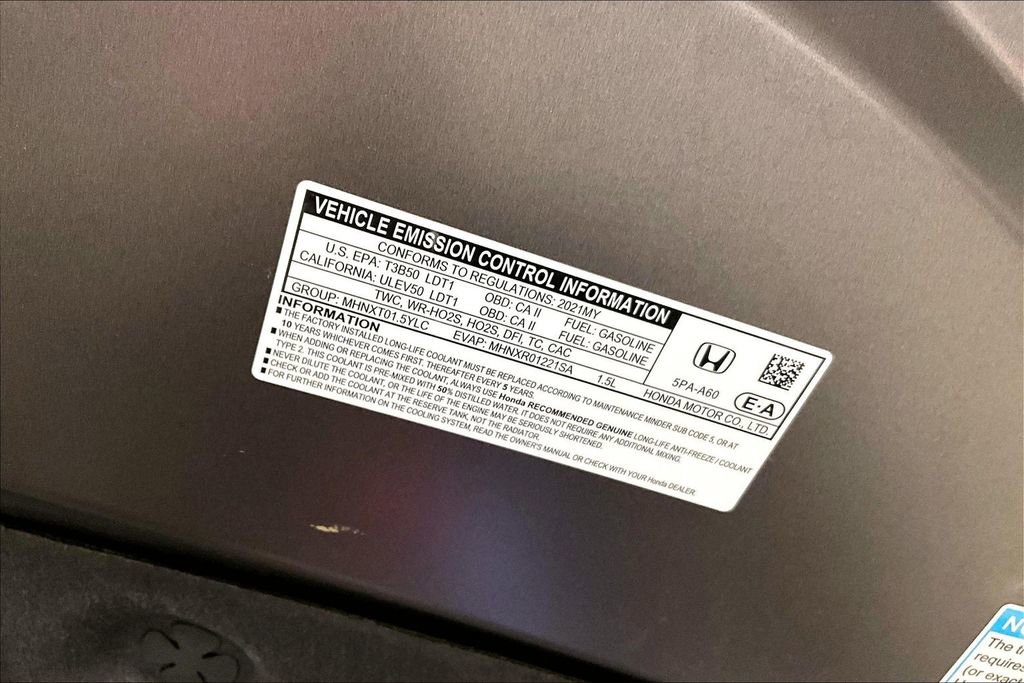 VEHICLE EMISSION CONTROL INFORMATION
CONFORMS TO REGULATIONS: 2021MY
U.S. EPA: T3B50 LDT1 OBD: CA II FUEL: GASOLINE
CALIFORNIA: ULEV50 LDT1 OBD: CA II FUEL: GASOLINE
TWC, WR-HO2S, HO2S, DFI, TC, CAC
GROUP: MHNXT01.5YLC EVAP: MHNXR01221SA 1.5L HONDA MOTOR CO., LTD.
5PA-A60
E·A
INFORMATION
■ THE FACTORY INSTALLED LONG-LIFE COOLANT MUST BE REPLACED ACCORDING TO MAINTENANCE MINDER SUB CODE 5, OR AT
10 YEARS WHICHEVER COMES FIRST, THEREAFTER EVERY 5 YEARS.
■ WHEN ADDING OR REPLACING THE COOLANT, ALWAYS USE Honda RECOMMENDED GENUINE LONG-LIFE ANTI-FREEZE / COOLANT
TYPE 2. THIS COOLANT IS PRE-MIXED WITH 50% DISTILLED WATER. IT DOES NOT REQUIRE ANY ADDITIONAL MIXING.
■ NEVER DILUTE THE COOLANT, OR THE LIFE OF THE ENGINE MAY BE SERIOUSLY SHORTENED.
■ CHECK OR ADD THE COOLANT AT THE RESERVE TANK, NOT THE RADIATOR.
■ FOR FURTHER INFORMATION ON THE COOLING SYSTEM, READ THE OWNER'S MANUAL OR CHECK WITH YOUR Honda DEALER.
The
requires
(or exact